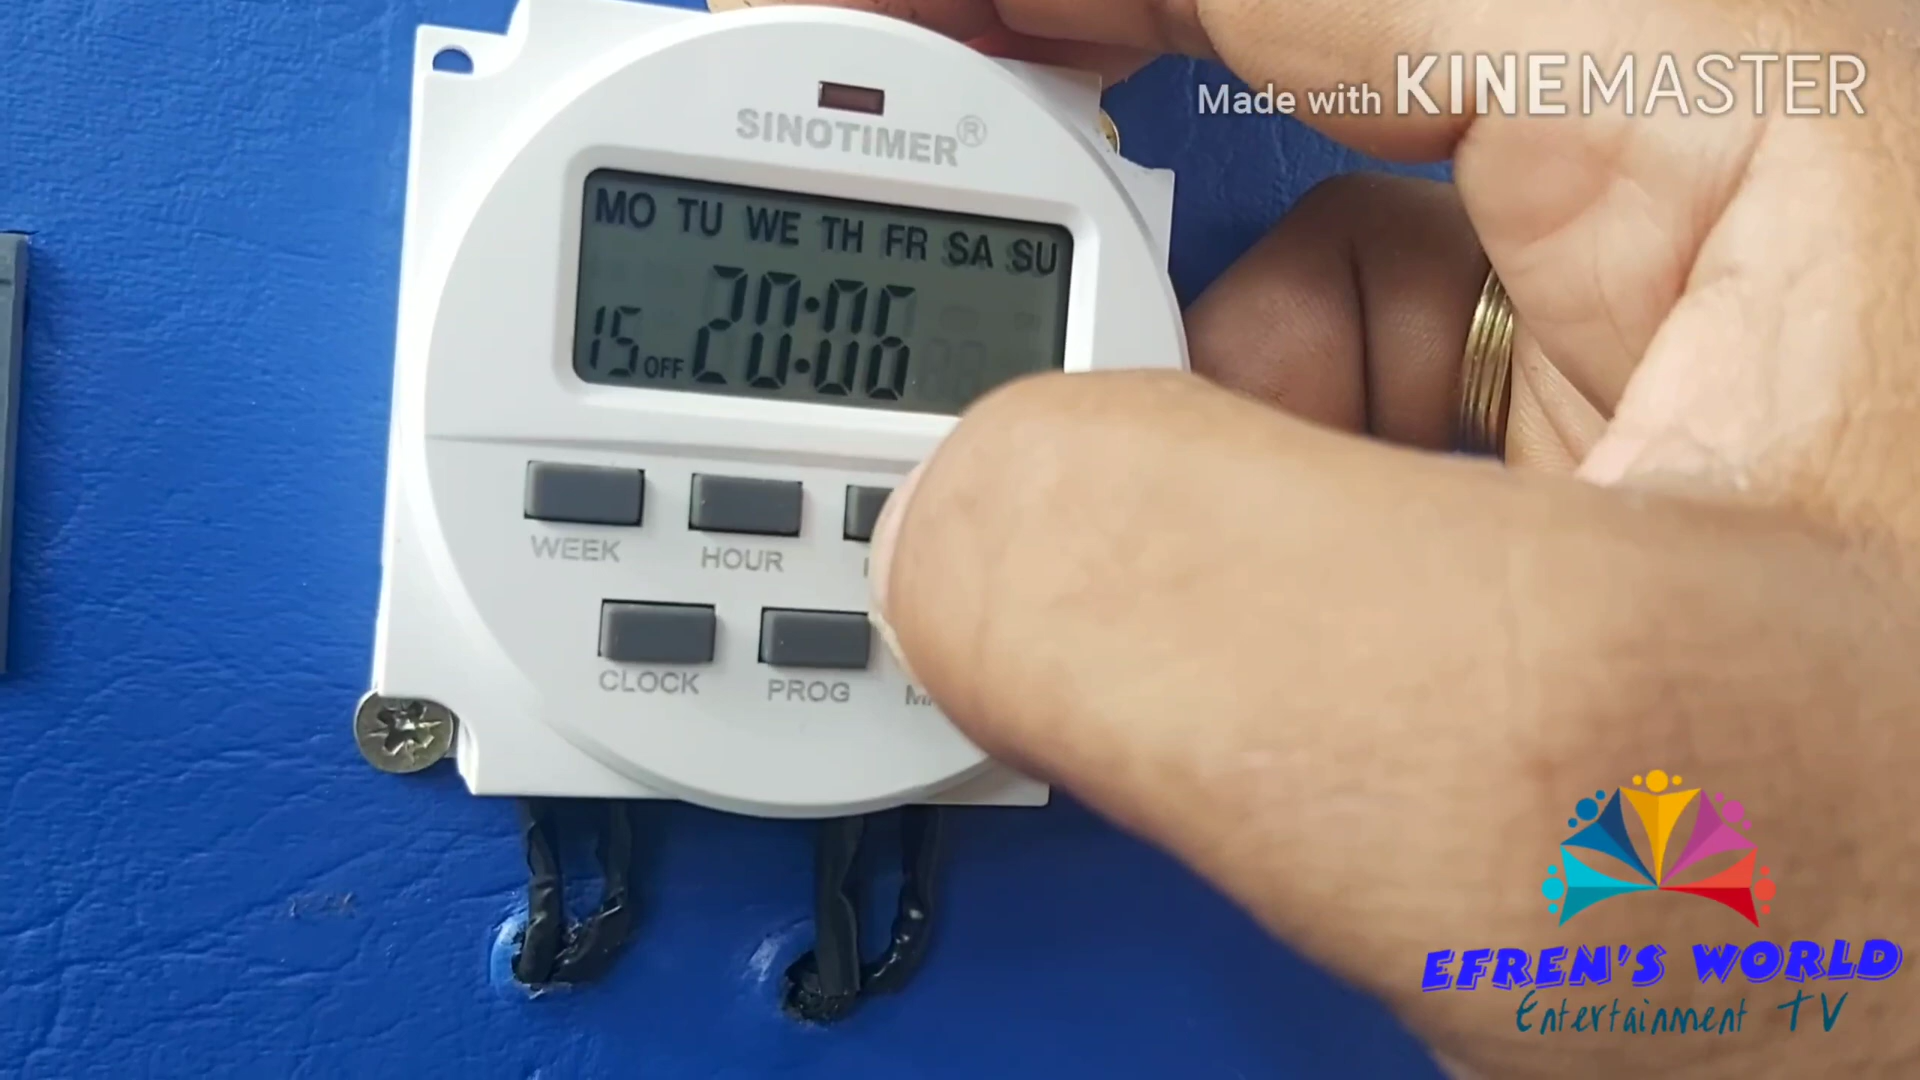 Made with KINEMASTER
SINOTIMER®
MO TU WE TH FR SA SU
15 OFF 20:06
WEEK HOUR
CLOCK PROG
EFREN'S WORLD
Entertainment TV